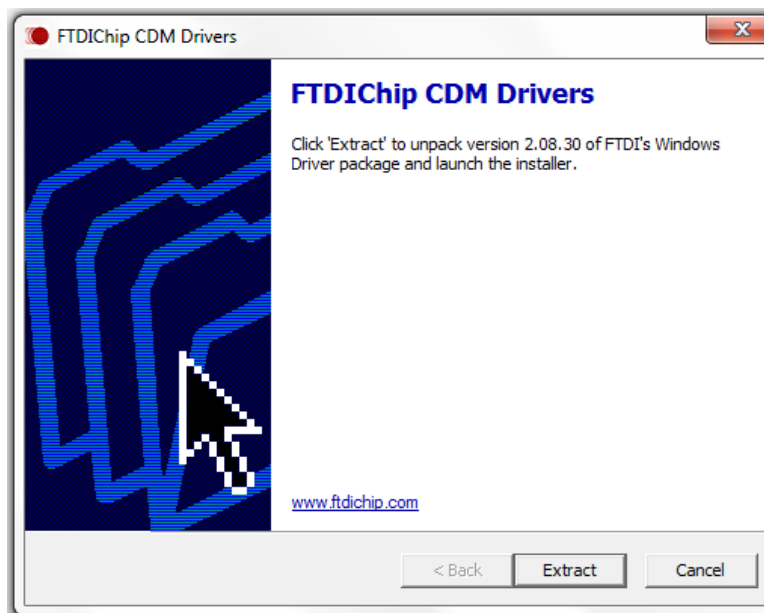 FTDIChip CDM Drivers
FTDIChip CDM Drivers
Click 'Extract' to unpack version 2.08.30 of FTDI's Windows
Driver package and launch the installer.
www.ftdichip.com
< Back
Extract
Cancel